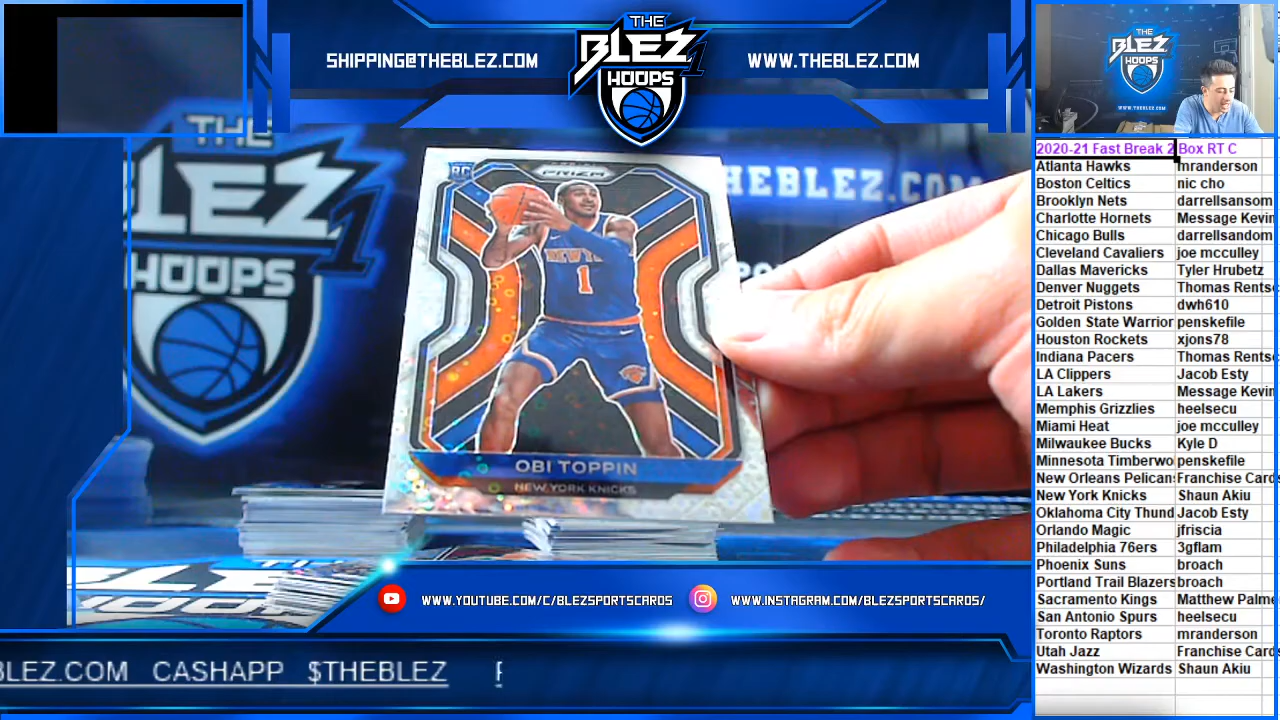 SHIPPING@THEBLEZ.COM
THE
BLEZ 1
HOOPS
WWW.THEBLEZ.COM
THE
BLEZ
HOOPS
WWW.THEBLEZ.COM
THE
LEZ 1
HOOPS
HEBLEZ.COM
RC
PRIZM
NEW YORK
1
OBI TOPPIN
NEW YORK KNICKS
2020-21 Fast Break 2 Box RT C
Atlanta Hawks mranderson
Boston Celtics nic cho
Brooklyn Nets darrellsansom
Charlotte Hornets Message Kevin
Chicago Bulls darrellsandom
Cleveland Cavaliers joe mcculley
Dallas Mavericks Tyler Hrubetz
Denver Nuggets Thomas Rents
Detroit Pistons dwh610
Golden State Warrior penskefile
Houston Rockets xjons78
Indiana Pacers Thomas Rents
LA Clippers Jacob Esty
LA Lakers Message Kevin
Memphis Grizzlies heelsecu
Miami Heat joe mcculley
Milwaukee Bucks Kyle D
Minnesota Timberwo penskefile
New Orleans Pelicans Franchise Cards
New York Knicks Shaun Akiu
Oklahoma City Thund Jacob Esty
Orlando Magic jfriscia
Philadelphia 76ers 3gflam
Phoenix Suns broach
Portland Trail Blazers broach
Sacramento Kings Matthew Palme
San Antonio Spurs heelsecu
Toronto Raptors mranderson
Utah Jazz Franchise Cards
Washington Wizards Shaun Akiu
WWW.YOUTUBE.COM/C/BLEZSPORTSCARDS
WWW.INSTAGRAM.COM/BLEZSPORTSCARDS/
BLEZ.COM CASHAPP $THEBLEZ